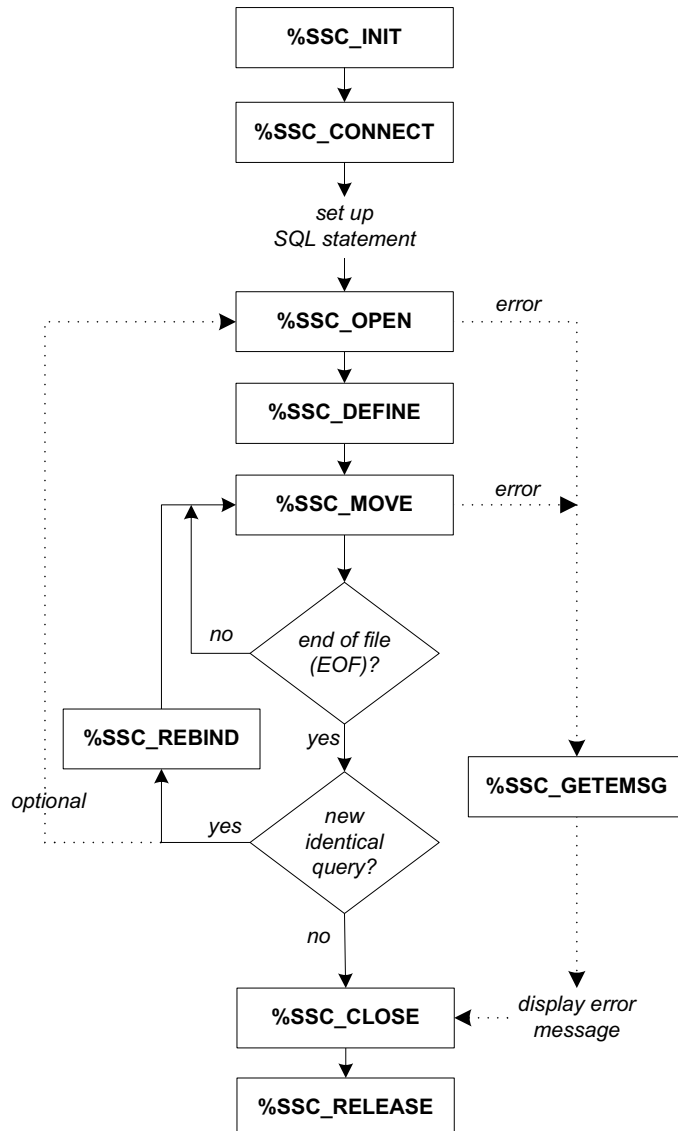 %SSC_INIT
%SSC_CONNECT
set up
SQL statement
%SSC_OPEN
error
%SSC_DEFINE
%SSC_MOVE
error
no
end of file
(EOF)?
%SSC_REBIND
yes
%SSC_GETEMSG
optional
yes
new
identical
query?
no
%SSC_CLOSE
display error
message
%SSC_RELEASE